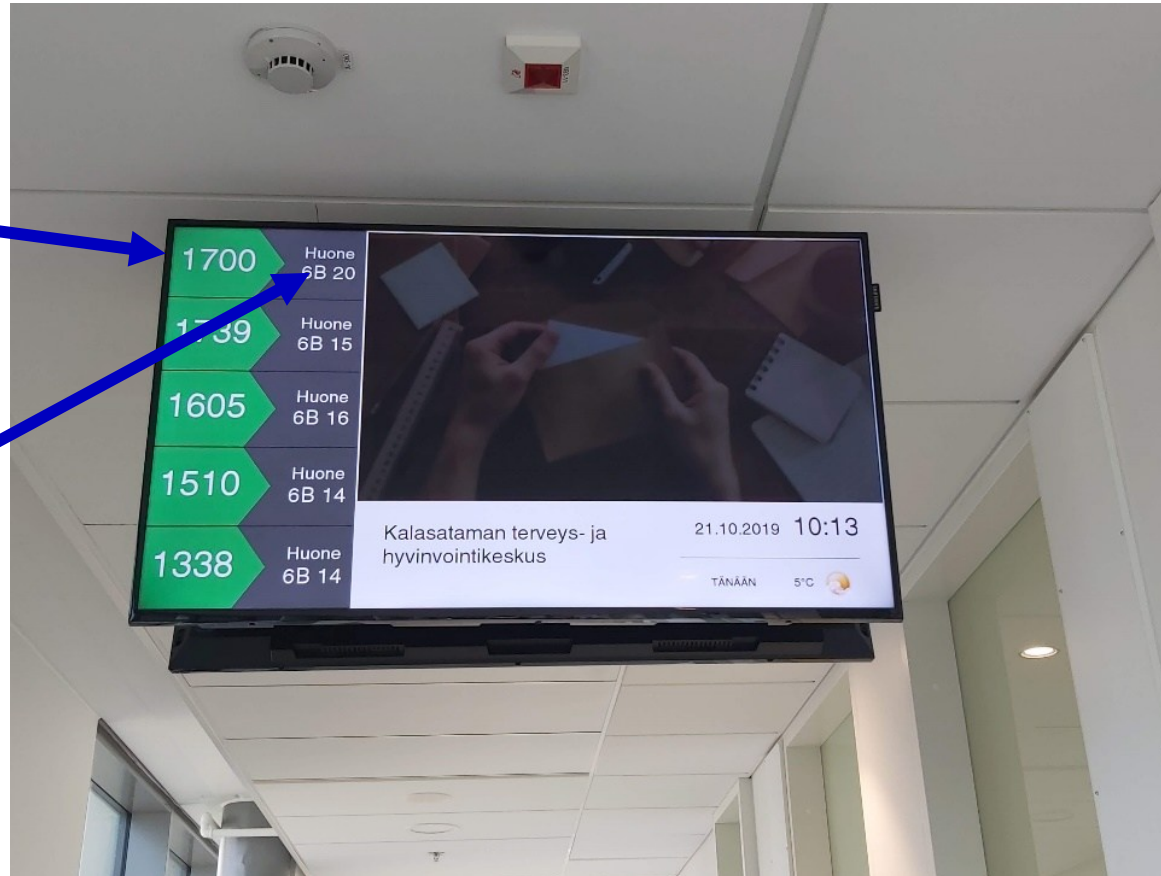 1700
Huone
6B 20
1739
Huone
6B 15
1605
Huone
6B 16
1510
Huone
6B 14
1338
Huone
6B 14
Kalasataman terveys- ja
hyvinvointikeskus
21.10.2019 10:13
TÄNÄÄN 5°C